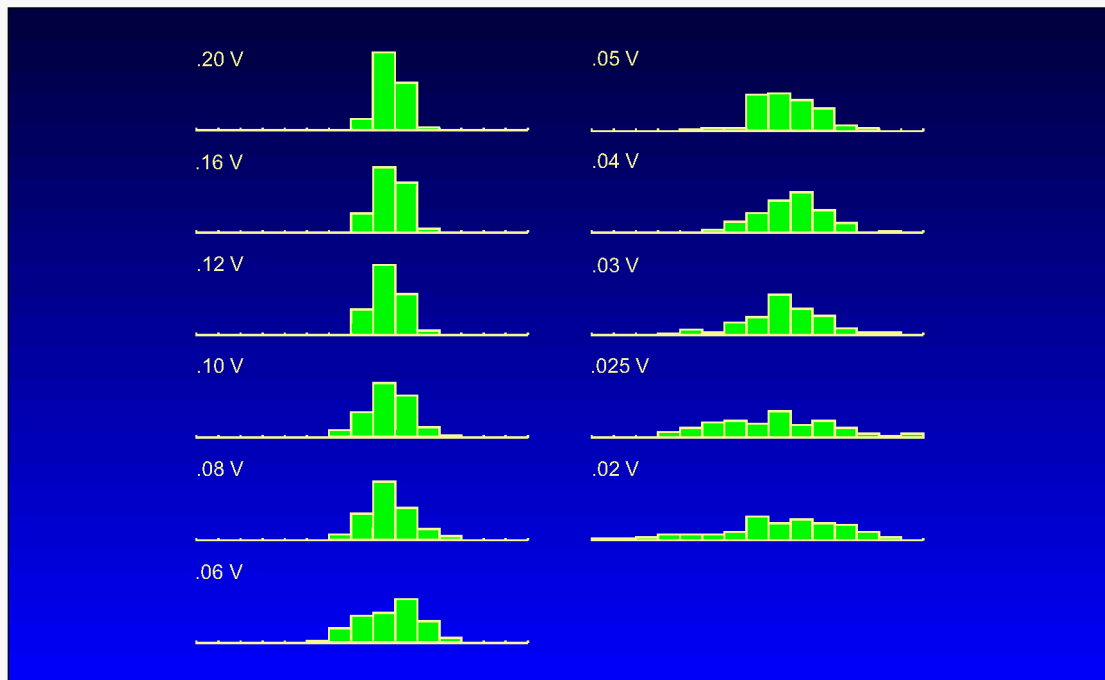 .20 V
.16 V
.12 V
.10 V
.08 V
.06 V
.05 V
.04 V
.03 V
.025 V
.02 V